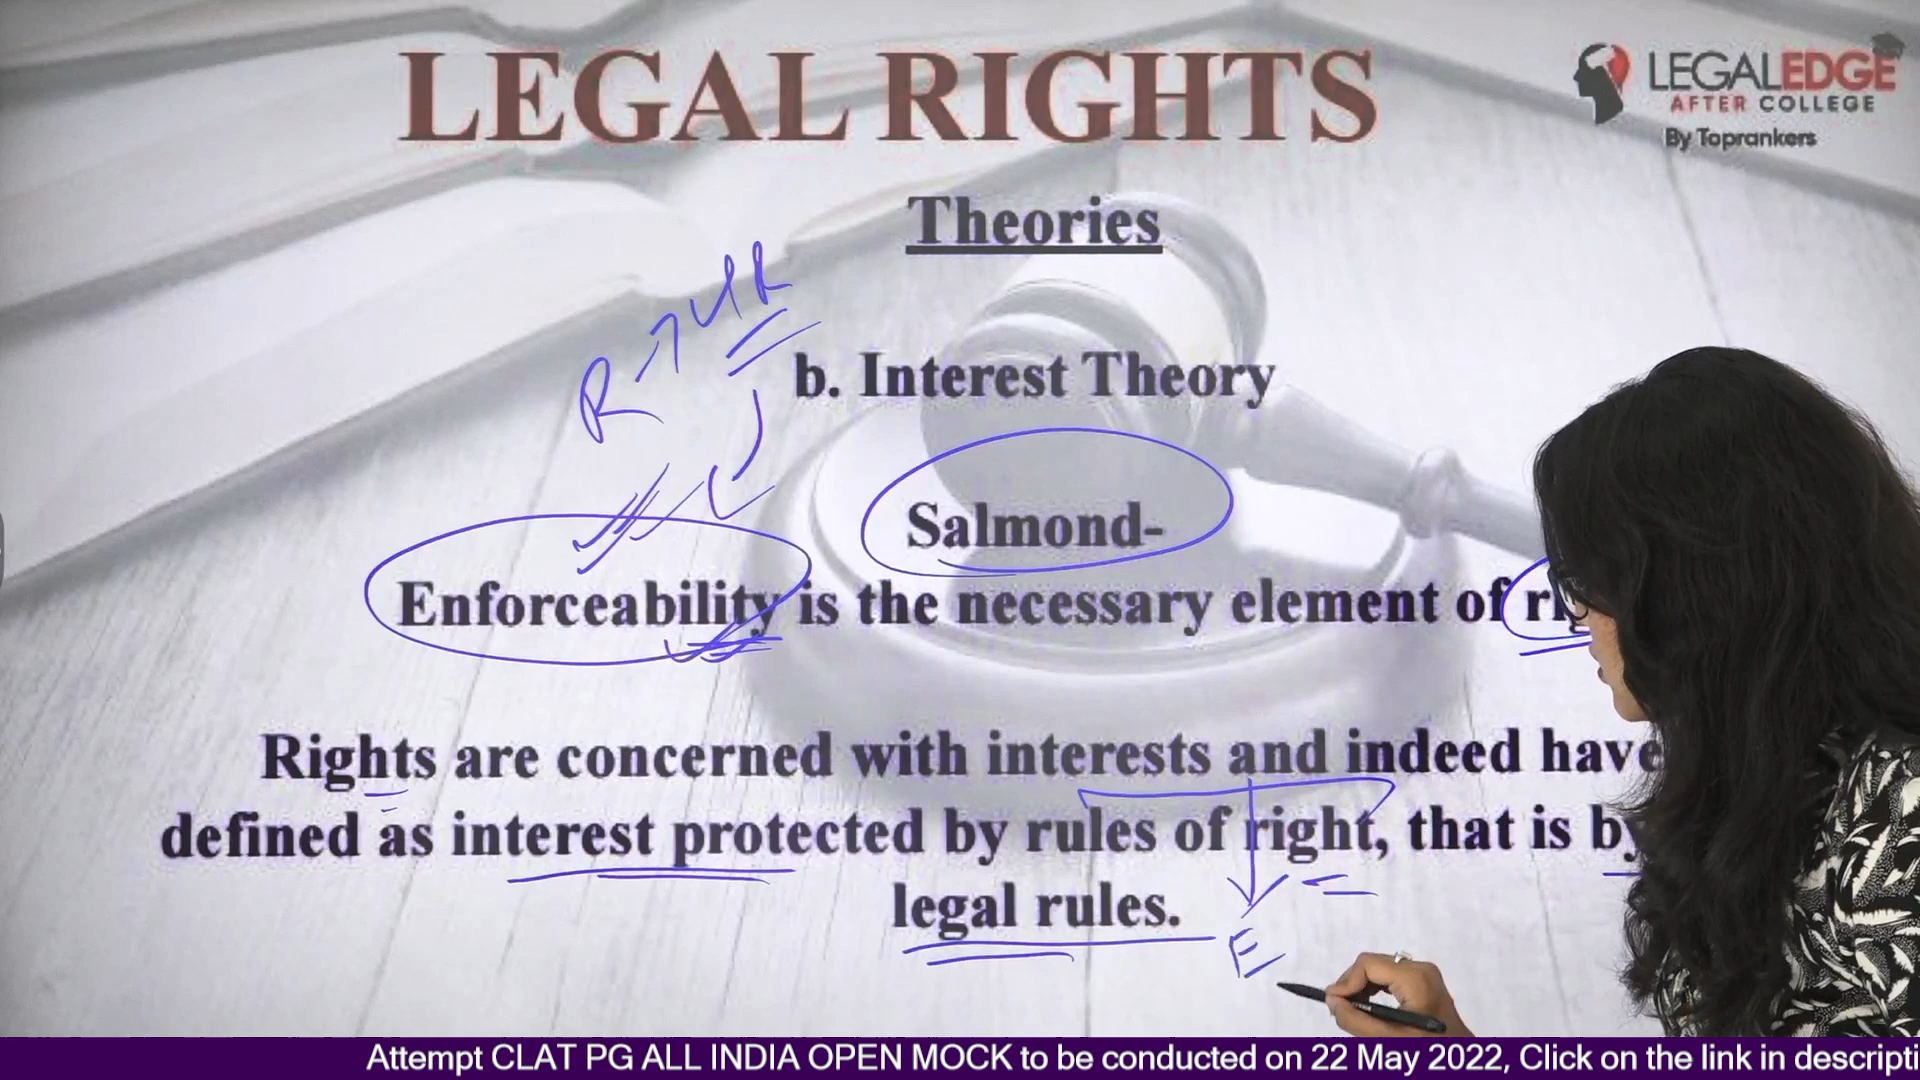 LEGAL RIGHTS
LEGALEDGE
AFTER COLLEGE
By Toprankers
Theories
b. Interest Theory
Salmond-
Enforceability is the necessary element of
Rights are concerned with interests and indeed have
defined as interest protected by rules of right, that is by
legal rules.
R
E
Attempt CLAT PG ALL INDIA OPEN MOCK to be conducted on 22 May 2022, Click on the link in descripti